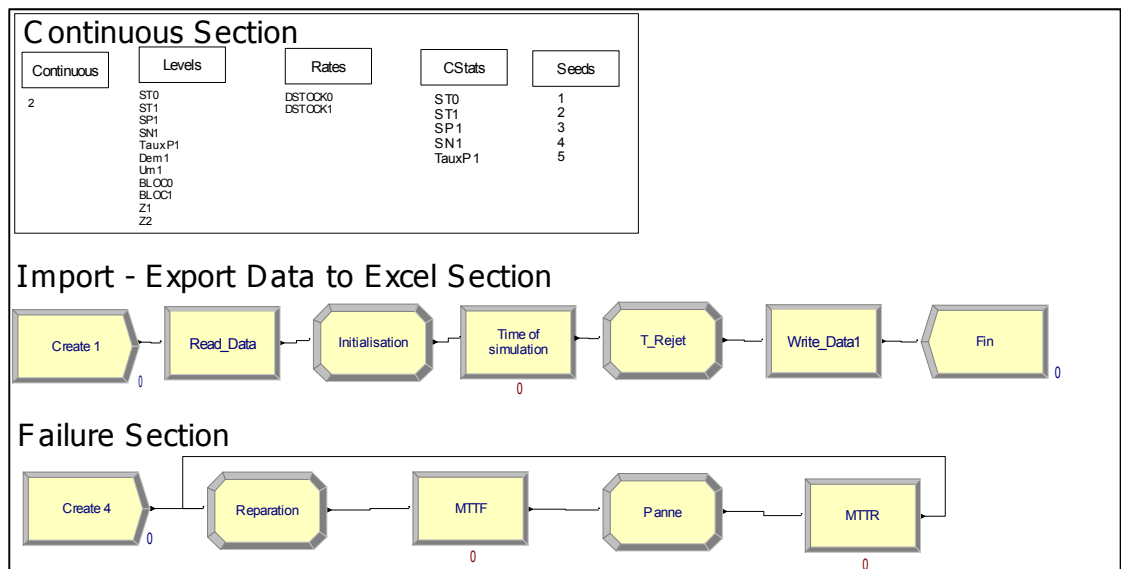 Continuous Section
Continuous
Levels
Rates
CStats
Seeds
2
ST0
ST1
SP1
SN1
TauxP1
Dem1
Um1
BLOC0
BLOC1
Z1
Z2
DSTOCK0
DSTOCK1
ST0
ST1
SP1
SN1
TauxP1
1
2
3
4
5
Import - Export Data to Excel Section
Create 1
0
Read_Data
Initialisation
Time of
simulation
0
T_Rejet
Write_Data1
Fin
0
Failure Section
Create 4
0
Reparation
MTTF
0
Panne
MTTR
0